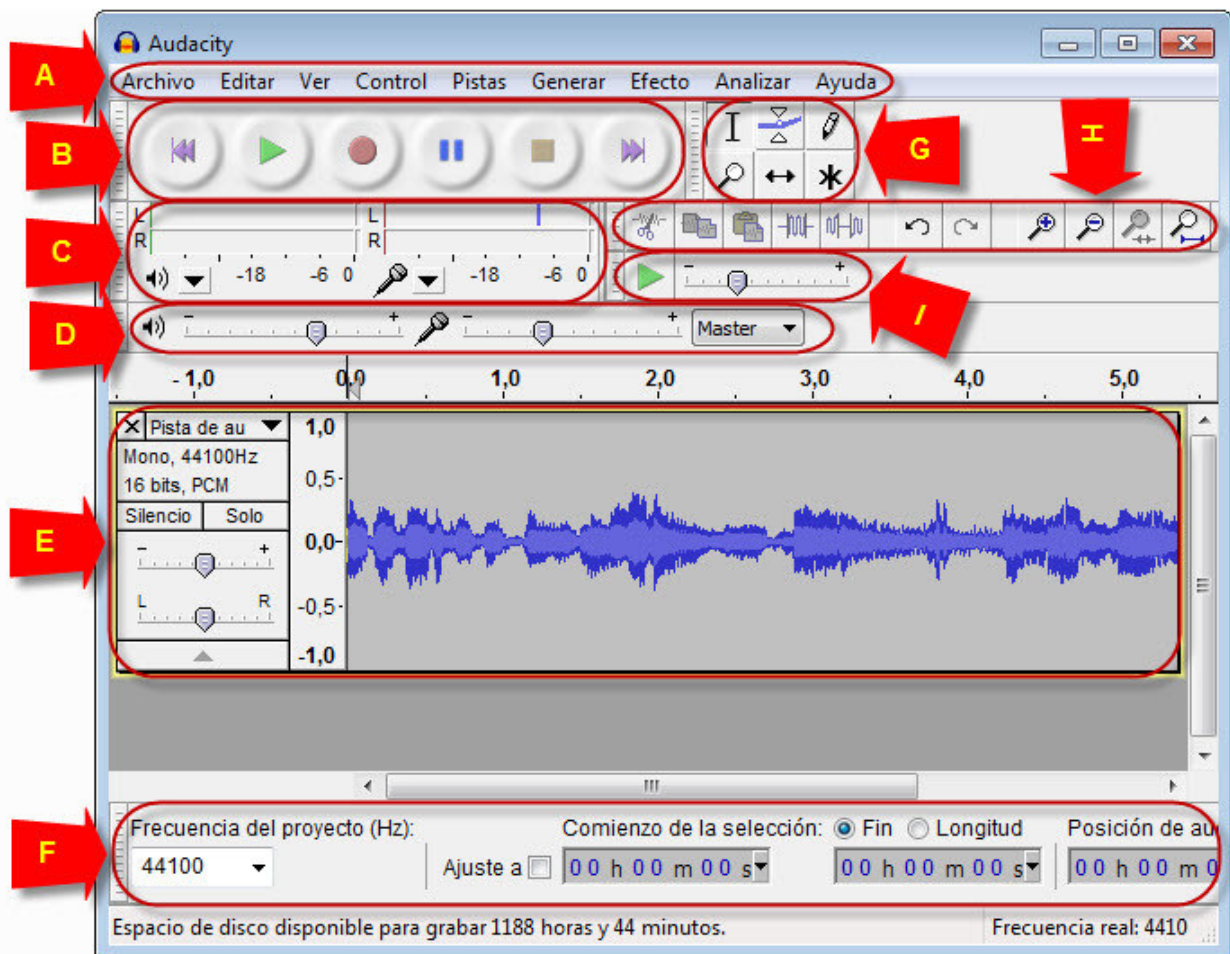 Audacity
A
Archivo Editar Ver Control Pistas Generar Efecto Analizar Ayuda
B
G
H
C
L
R
-18 -6 0
L
R
-18 -6 0
- +
I
D
- + - + Master
- 1,0 0,0 1,0 2,0 3,0 4,0 5,0
E
Pista de au
Mono, 44100Hz
16 bits, PCM
Silencio Solo
- +
L R
1,0
0,5-
0,0-
-0,5-
-1,0
F
Frecuencia del proyecto (Hz): Comienzo de la selección: Fin Longitud Posición de au
44100 Ajuste a 00 h 00 m 00 s 00 h 00 m 00 s 00 h 00 m 0
Espacio de disco disponible para grabar 1188 horas y 44 minutos. Frecuencia real: 4410